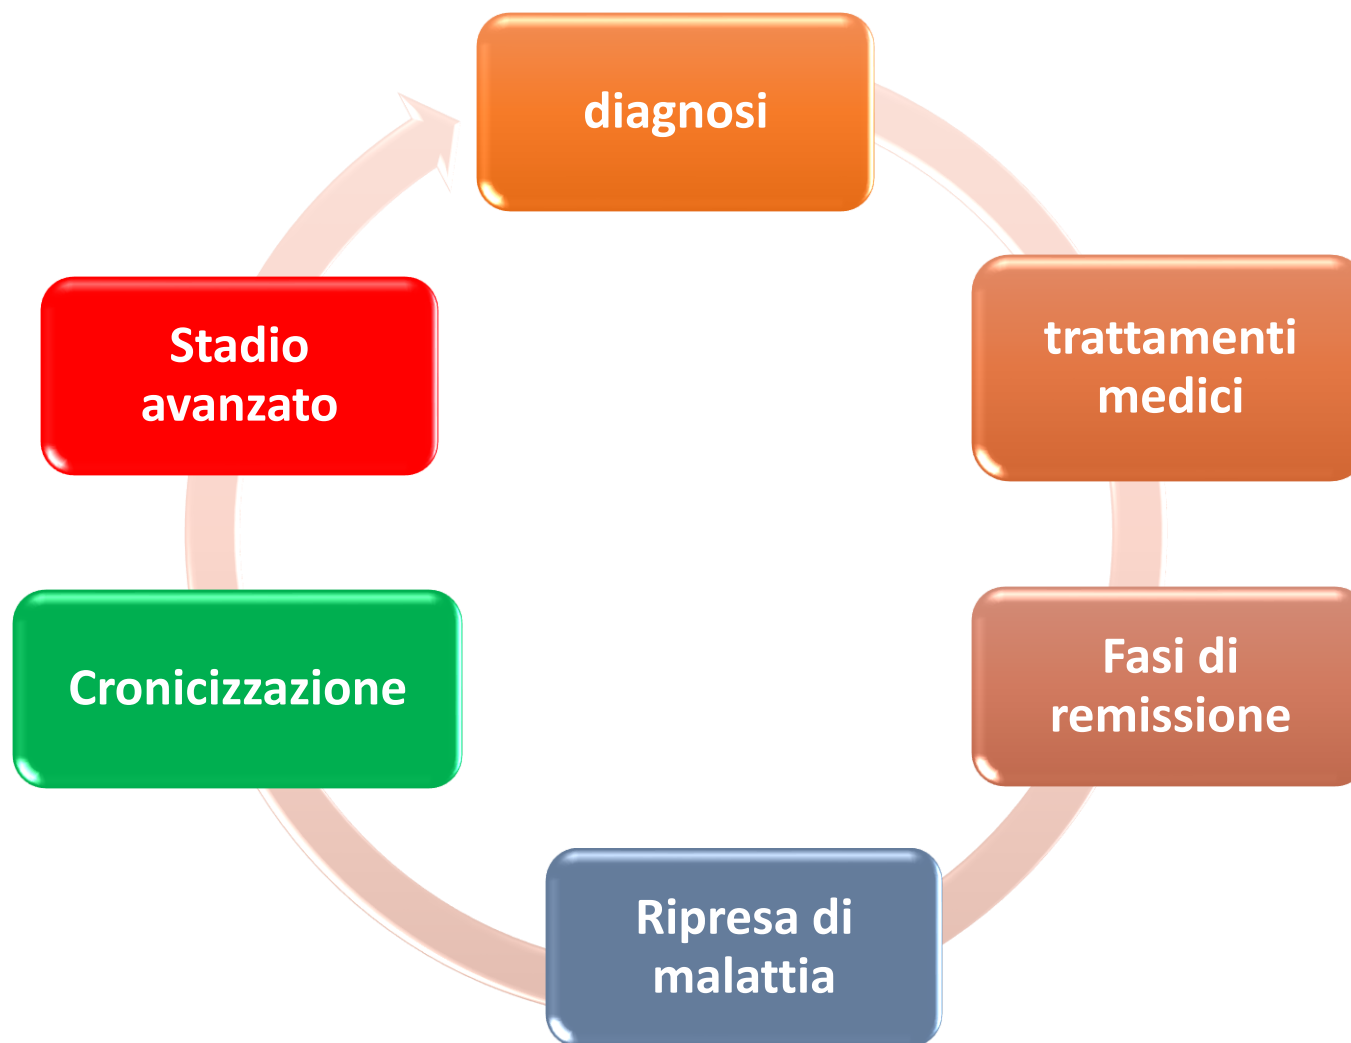 diagnosi
trattamenti
medici
Fasi di
remissione
Ripresa di
malattia
Cronicizzazione
Stadio
avanzato